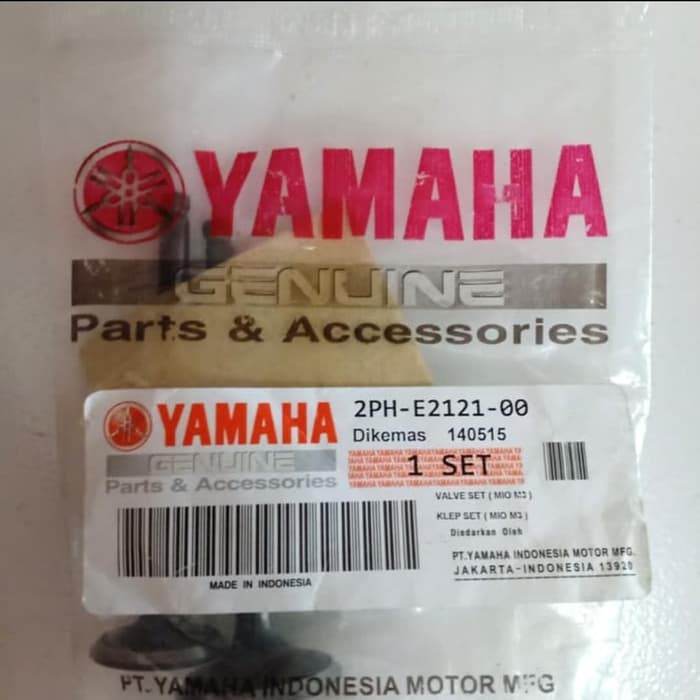 YAMAHA
GENUINE
Parts & Accessories
YAMAHA 2PH-E2121-00
GENUINE Dikemas 140515
Parts & Accessories 1 SET
VALVE SET ( MIO M3 )
KLEP SET ( MIO M3 )
Diedarkan Oleh
PT.YAMAHA INDONESIA MOTOR MFG.
JAKARTA-INDONESIA 13920
MADE IN INDONESIA
PT.YAMAHA INDONESIA MOTOR MFG